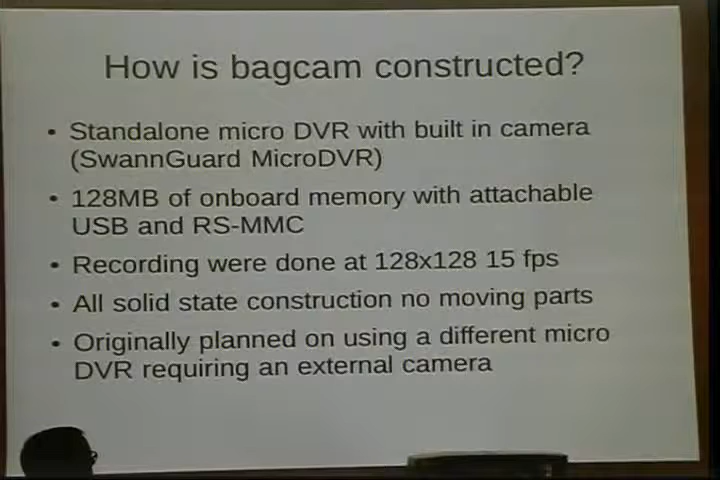 How is bagcam constructed?
• Standalone micro DVR with built in camera
(SwannGuard MicroDVR)
• 128MB of onboard memory with attachable
USB and RS-MMC
• Recording were done at 128x128 15 fps
• All solid state construction no moving parts
• Originally planned on using a different micro
DVR requiring an external camera